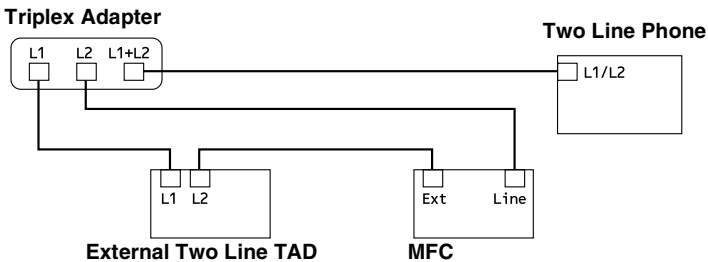 Triplex Adapter
Two Line Phone
L1 L2 L1+L2
L1/L2
L1 L2
Ext Line
External Two Line TAD
MFC